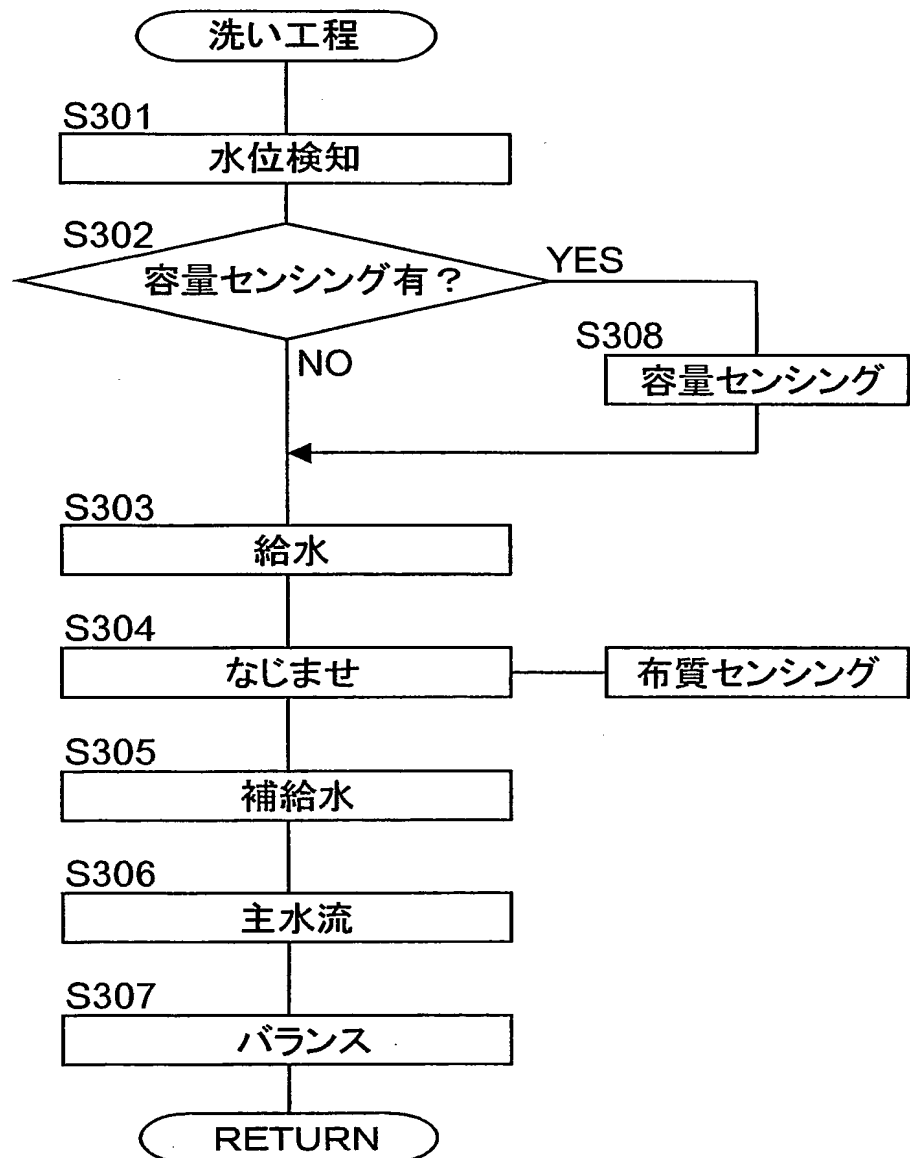 洗い工程
S301
水位検知
S302
容量センシング有？
YES
NO
S308
容量センシング
S303
給水
S304
なじませ
布質センシング
S305
補給水
S306
主水流
S307
バランス
RETURN